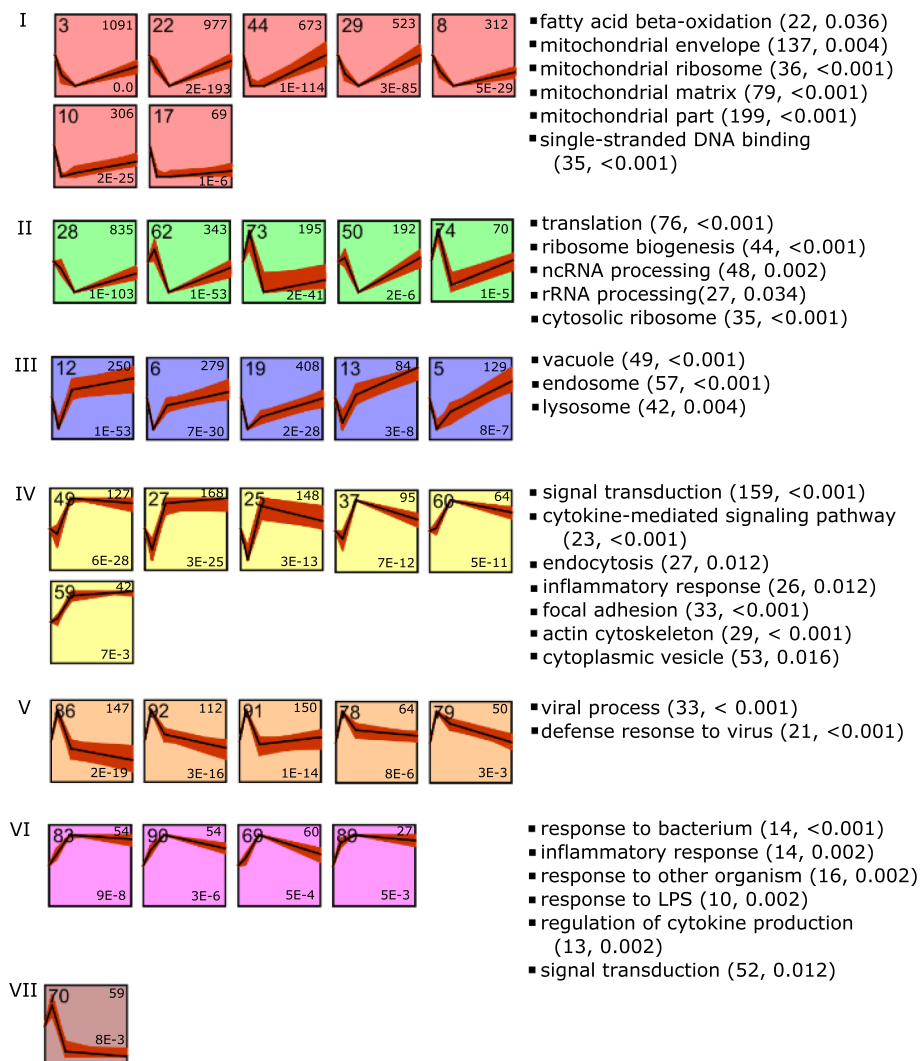 I
3 1091
0.0
22 977
2E-193
44 673
1E-114
29 523
3E-85
8 312
5E-29
10 306
2E-25
17 69
1E-6
▪fatty acid beta-oxidation (22, 0.036)
▪mitochondrial envelope (137, 0.004)
▪mitochondrial ribosome (36, <0.001)
▪mitochondrial matrix (79, <0.001)
▪mitochondrial part (199, <0.001)
▪single-stranded DNA binding
(35, <0.001)
II
28 835
1E-103
62 343
1E-53
73 195
2E-41
50 192
2E-6
74 70
1E-5
▪translation (76, <0.001)
▪ribosome biogenesis (44, <0.001)
▪ncRNA processing (48, 0.002)
▪rRNA processing(27, 0.034)
▪cytosolic ribosome (35, <0.001)
III
12 250
1E-53
6 279
7E-30
19 408
2E-28
13 84
3E-8
5 129
8E-7
▪vacuole (49, <0.001)
▪endosome (57, <0.001)
▪lysosome (42, 0.004)
IV
49 127
6E-28
27 168
3E-25
25 148
3E-13
37 95
7E-12
60 64
5E-11
59 42
7E-3
▪signal transduction (159, <0.001)
▪cytokine-mediated signaling pathway
(23, <0.001)
▪endocytosis (27, 0.012)
▪inflammatory response (26, 0.012)
▪focal adhesion (33, <0.001)
▪actin cytoskeleton (29, < 0.001)
▪cytoplasmic vesicle (53, 0.016)
V
86 147
2E-19
92 112
3E-16
91 150
1E-14
78 64
8E-6
79 50
3E-3
▪viral process (33, < 0.001)
▪defense resonse to virus (21, <0.001)
VI
83 54
9E-8
90 54
3E-6
69 60
5E-4
89 27
5E-3
▪response to bacterium (14, <0.001)
▪inflammatory response (14, 0.002)
▪response to other organism (16, 0.002)
▪response to LPS (10, 0.002)
▪regulation of cytokine production
(13, 0.002)
▪signal transduction (52, 0.012)
VII
70 59
8E-3